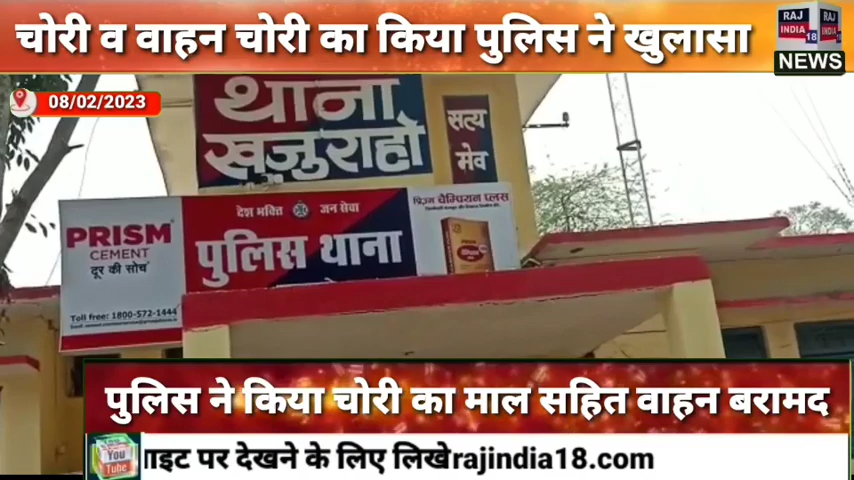 चोरी व वाहन चोरी का किया पुलिस ने खुलासा
RAJ INDIA 18
NEWS
08/02/2023
थाना
खजुराहो
सत्य
मेव
देश भक्ति जन सेवा
पुलिस थाना
PRISM
CEMENT
दूर की सोच
Toll free: 1800-572-1444
प्रिज़्म चैम्पियन प्लस
पुलिस ने किया चोरी का माल सहित वाहन बरामद
You Tube
ाइट पर देखने के लिए लिखे rajindia18.com